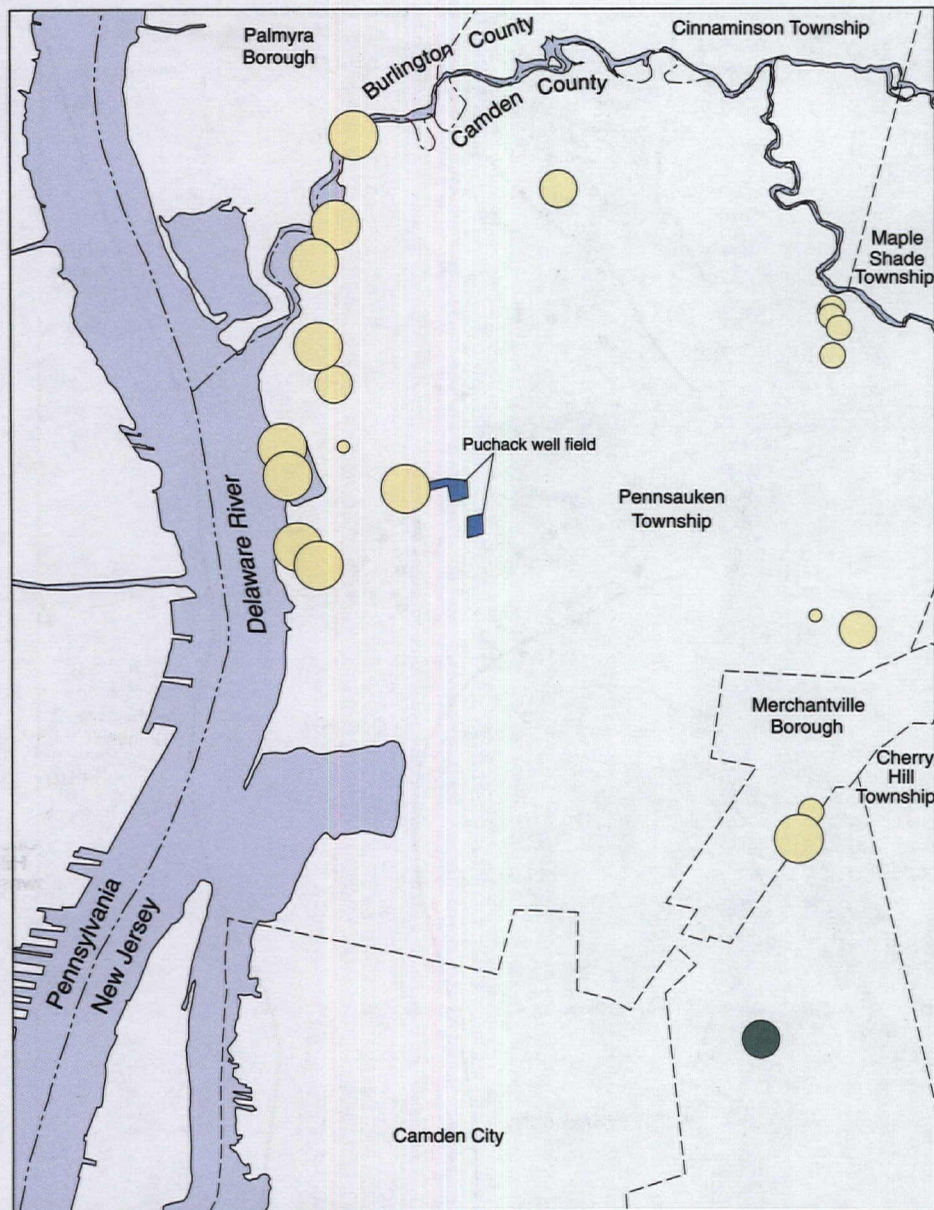 Palmyra
Borough
Burlington County
Camden County
Cinnaminson Township
Maple
Shade
Township
Puchack well field
Pennsauken
Township
Delaware River
Merchantville
Borough
Cherry
Hill
Township
Pennsylvania
New Jersey
Camden City